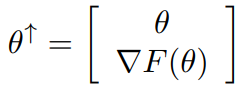 θ↑ = [ θ
∇F(θ) ]